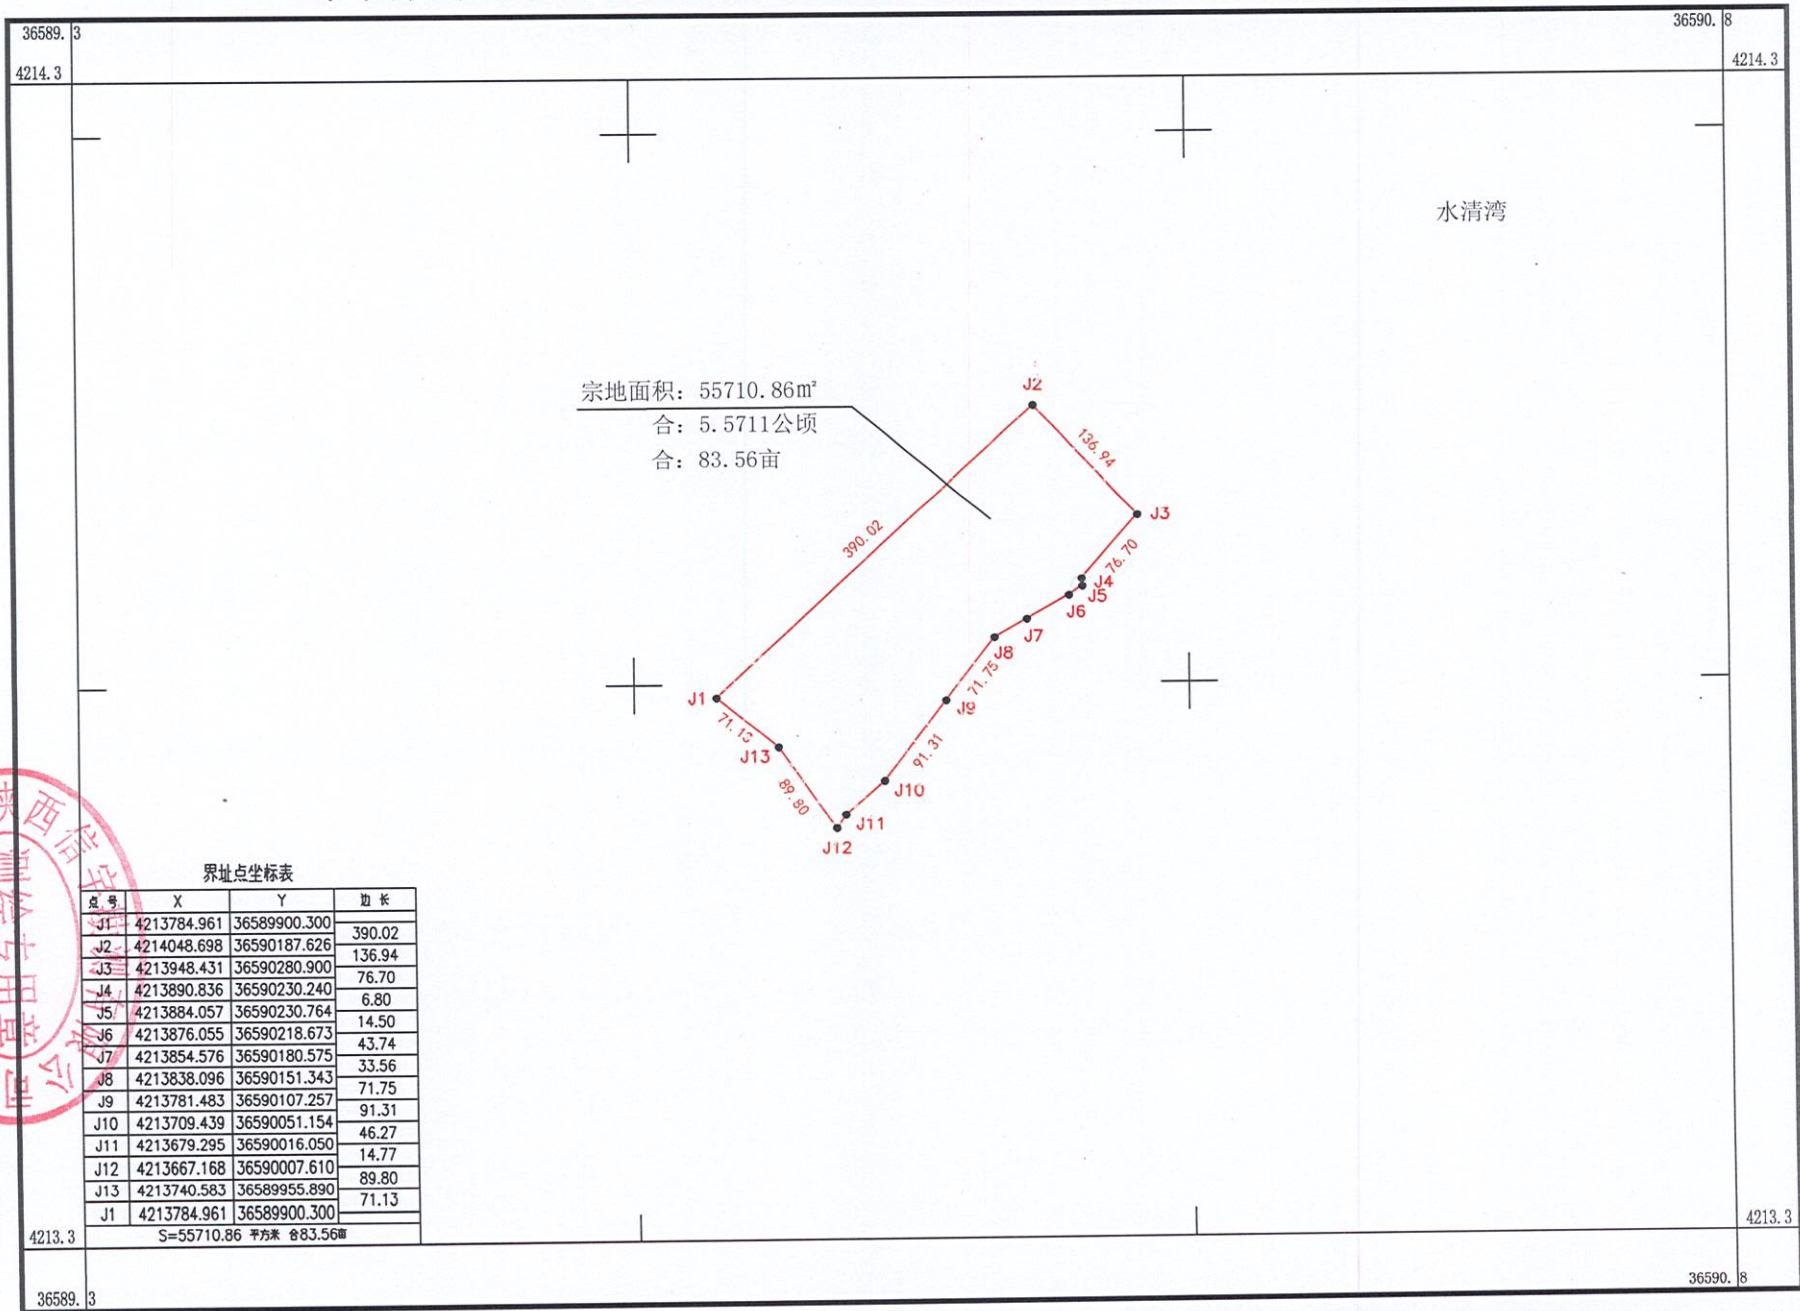 36589. 3
36590. 8
4214.3
4214.3
水清湾
宗地面积: 55710.86㎡
合: 5.5711公顷
合: 83.56亩
J2
136.94
J3
390.02
76.70
J4
J5
J6
J7
J8
71.75
J1
J9
71.13
J13
91.31
89.80
J10
J11
J12
界址点坐标表
点号 X Y 边长
J1 4213784.961 36589900.300
390.02
J2 4214048.698 36590187.626
136.94
J3 4213948.431 36590280.900
76.70
J4 4213890.836 36590230.240
6.80
J5 4213884.057 36590230.764
14.50
J6 4213876.055 36590218.673
43.74
J7 4213854.576 36590180.575
33.56
J8 4213838.096 36590151.343
71.75
J9 4213781.483 36590107.257
91.31
J10 4213709.439 36590051.154
46.27
J11 4213679.295 36590016.050
14.77
J12 4213667.168 36590007.610
89.80
J13 4213740.583 36589955.890
71.13
J1 4213784.961 36589900.300
S=55710.86 平方米 合83.56亩
4213.3
4213.3
36589. 3
36590. 8